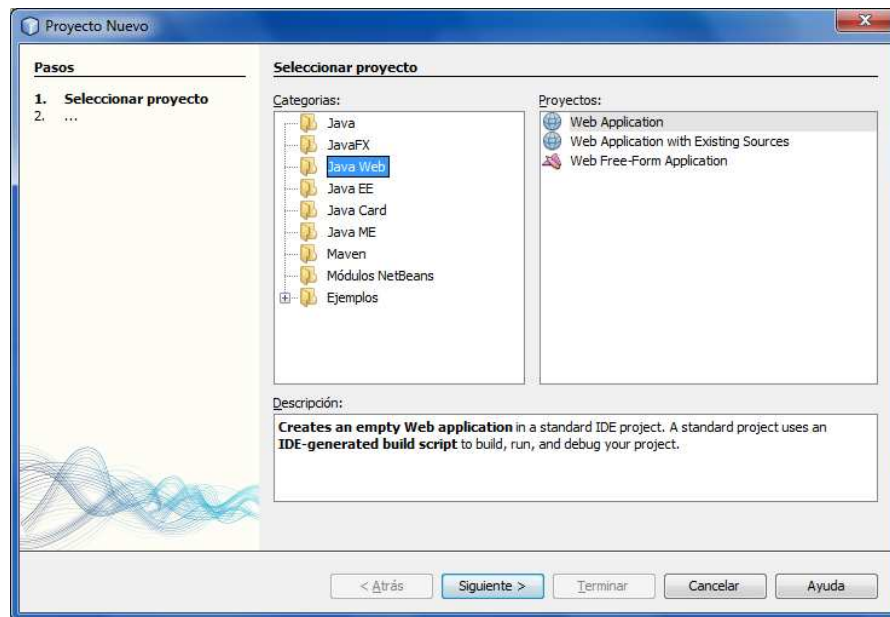 Proyecto Nuevo
Pasos
1. Seleccionar proyecto
2. ...
Seleccionar proyecto
Categorías:
Java
JavaFX
Java Web
Java EE
Java Card
Java ME
Maven
Módulos NetBeans
Ejemplos
Proyectos:
Web Application
Web Application with Existing Sources
Web Free-Form Application
Descripción:
Creates an empty Web application in a standard IDE project. A standard project uses an
IDE-generated build script to build, run, and debug your project.
< Atrás
Siguiente >
Terminar
Cancelar
Ayuda